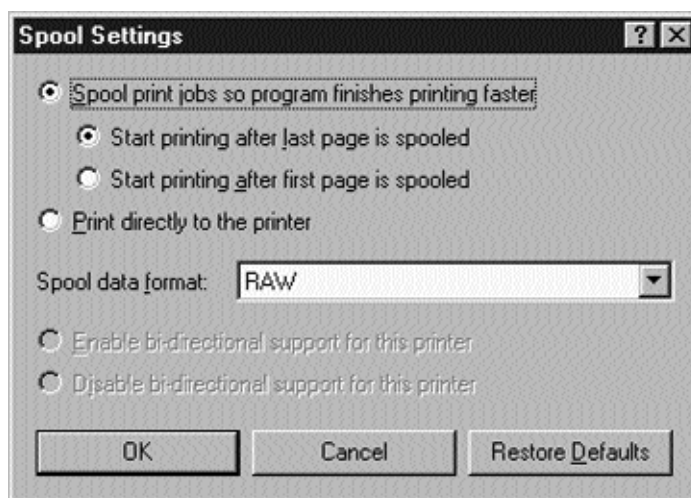 Spool Settings
Spool print jobs so program finishes printing faster
Start printing after last page is spooled
Start printing after first page is spooled
Print directly to the printer
Spool data format: RAW
Enable bi-directional support for this printer
Disable bi-directional support for this printer
OK Cancel Restore Defaults